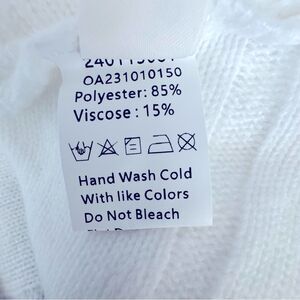 OA231010150
Polyester: 85%
Viscose : 15%
Hand Wash Cold
With like Colors
Do Not Bleach